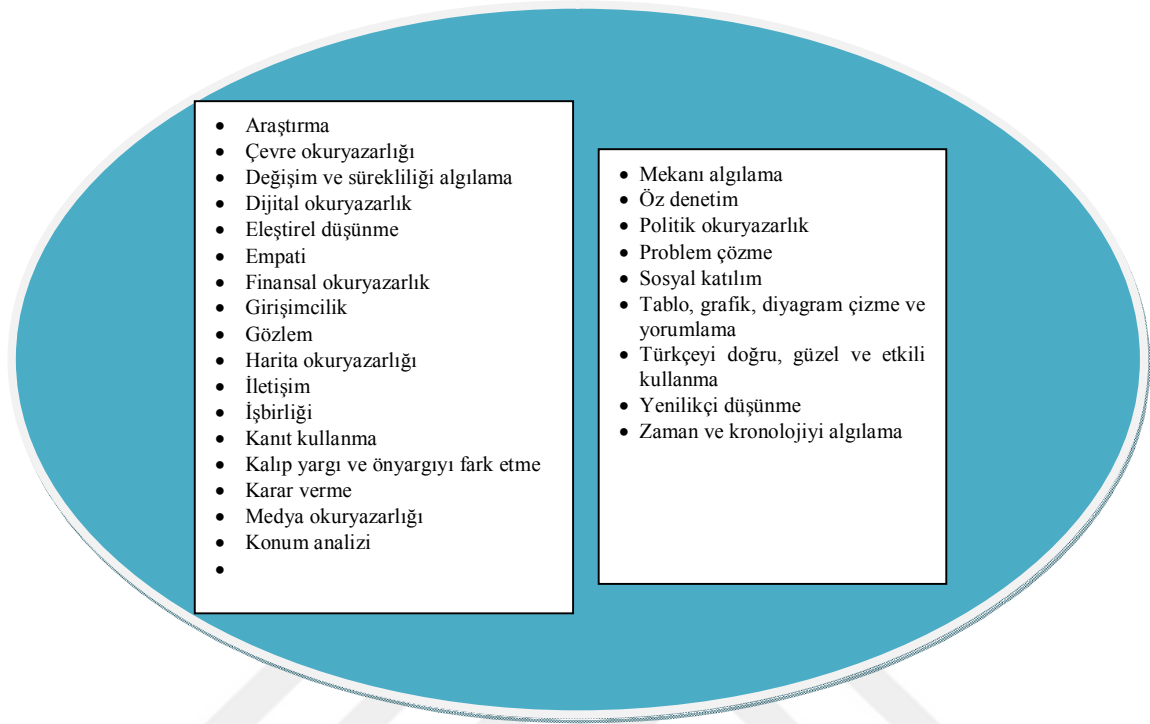 • Araştırma
• Çevre okuryazarlığı
• Değişim ve sürekliliği algılama
• Dijital okuryazarlık
• Eleştirel düşünme
• Empati
• Finansal okuryazarlık
• Girişimcilik
• Gözlem
• Harita okuryazarlığı
• İletişim
• İşbirliği
• Kanıt kullanma
• Kalıp yargı ve önyargıyı fark etme
• Karar verme
• Medya okuryazarlığı
• Konum analizi
•
• Mekanı algılama
• Öz denetim
• Politik okuryazarlık
• Problem çözme
• Sosyal katılım
• Tablo, grafik, diyagram çizme ve
yorumlama
• Türkçeyi doğru, güzel ve etkili
kullanma
• Yenilikçi düşünme
• Zaman ve kronolojiyi algılama